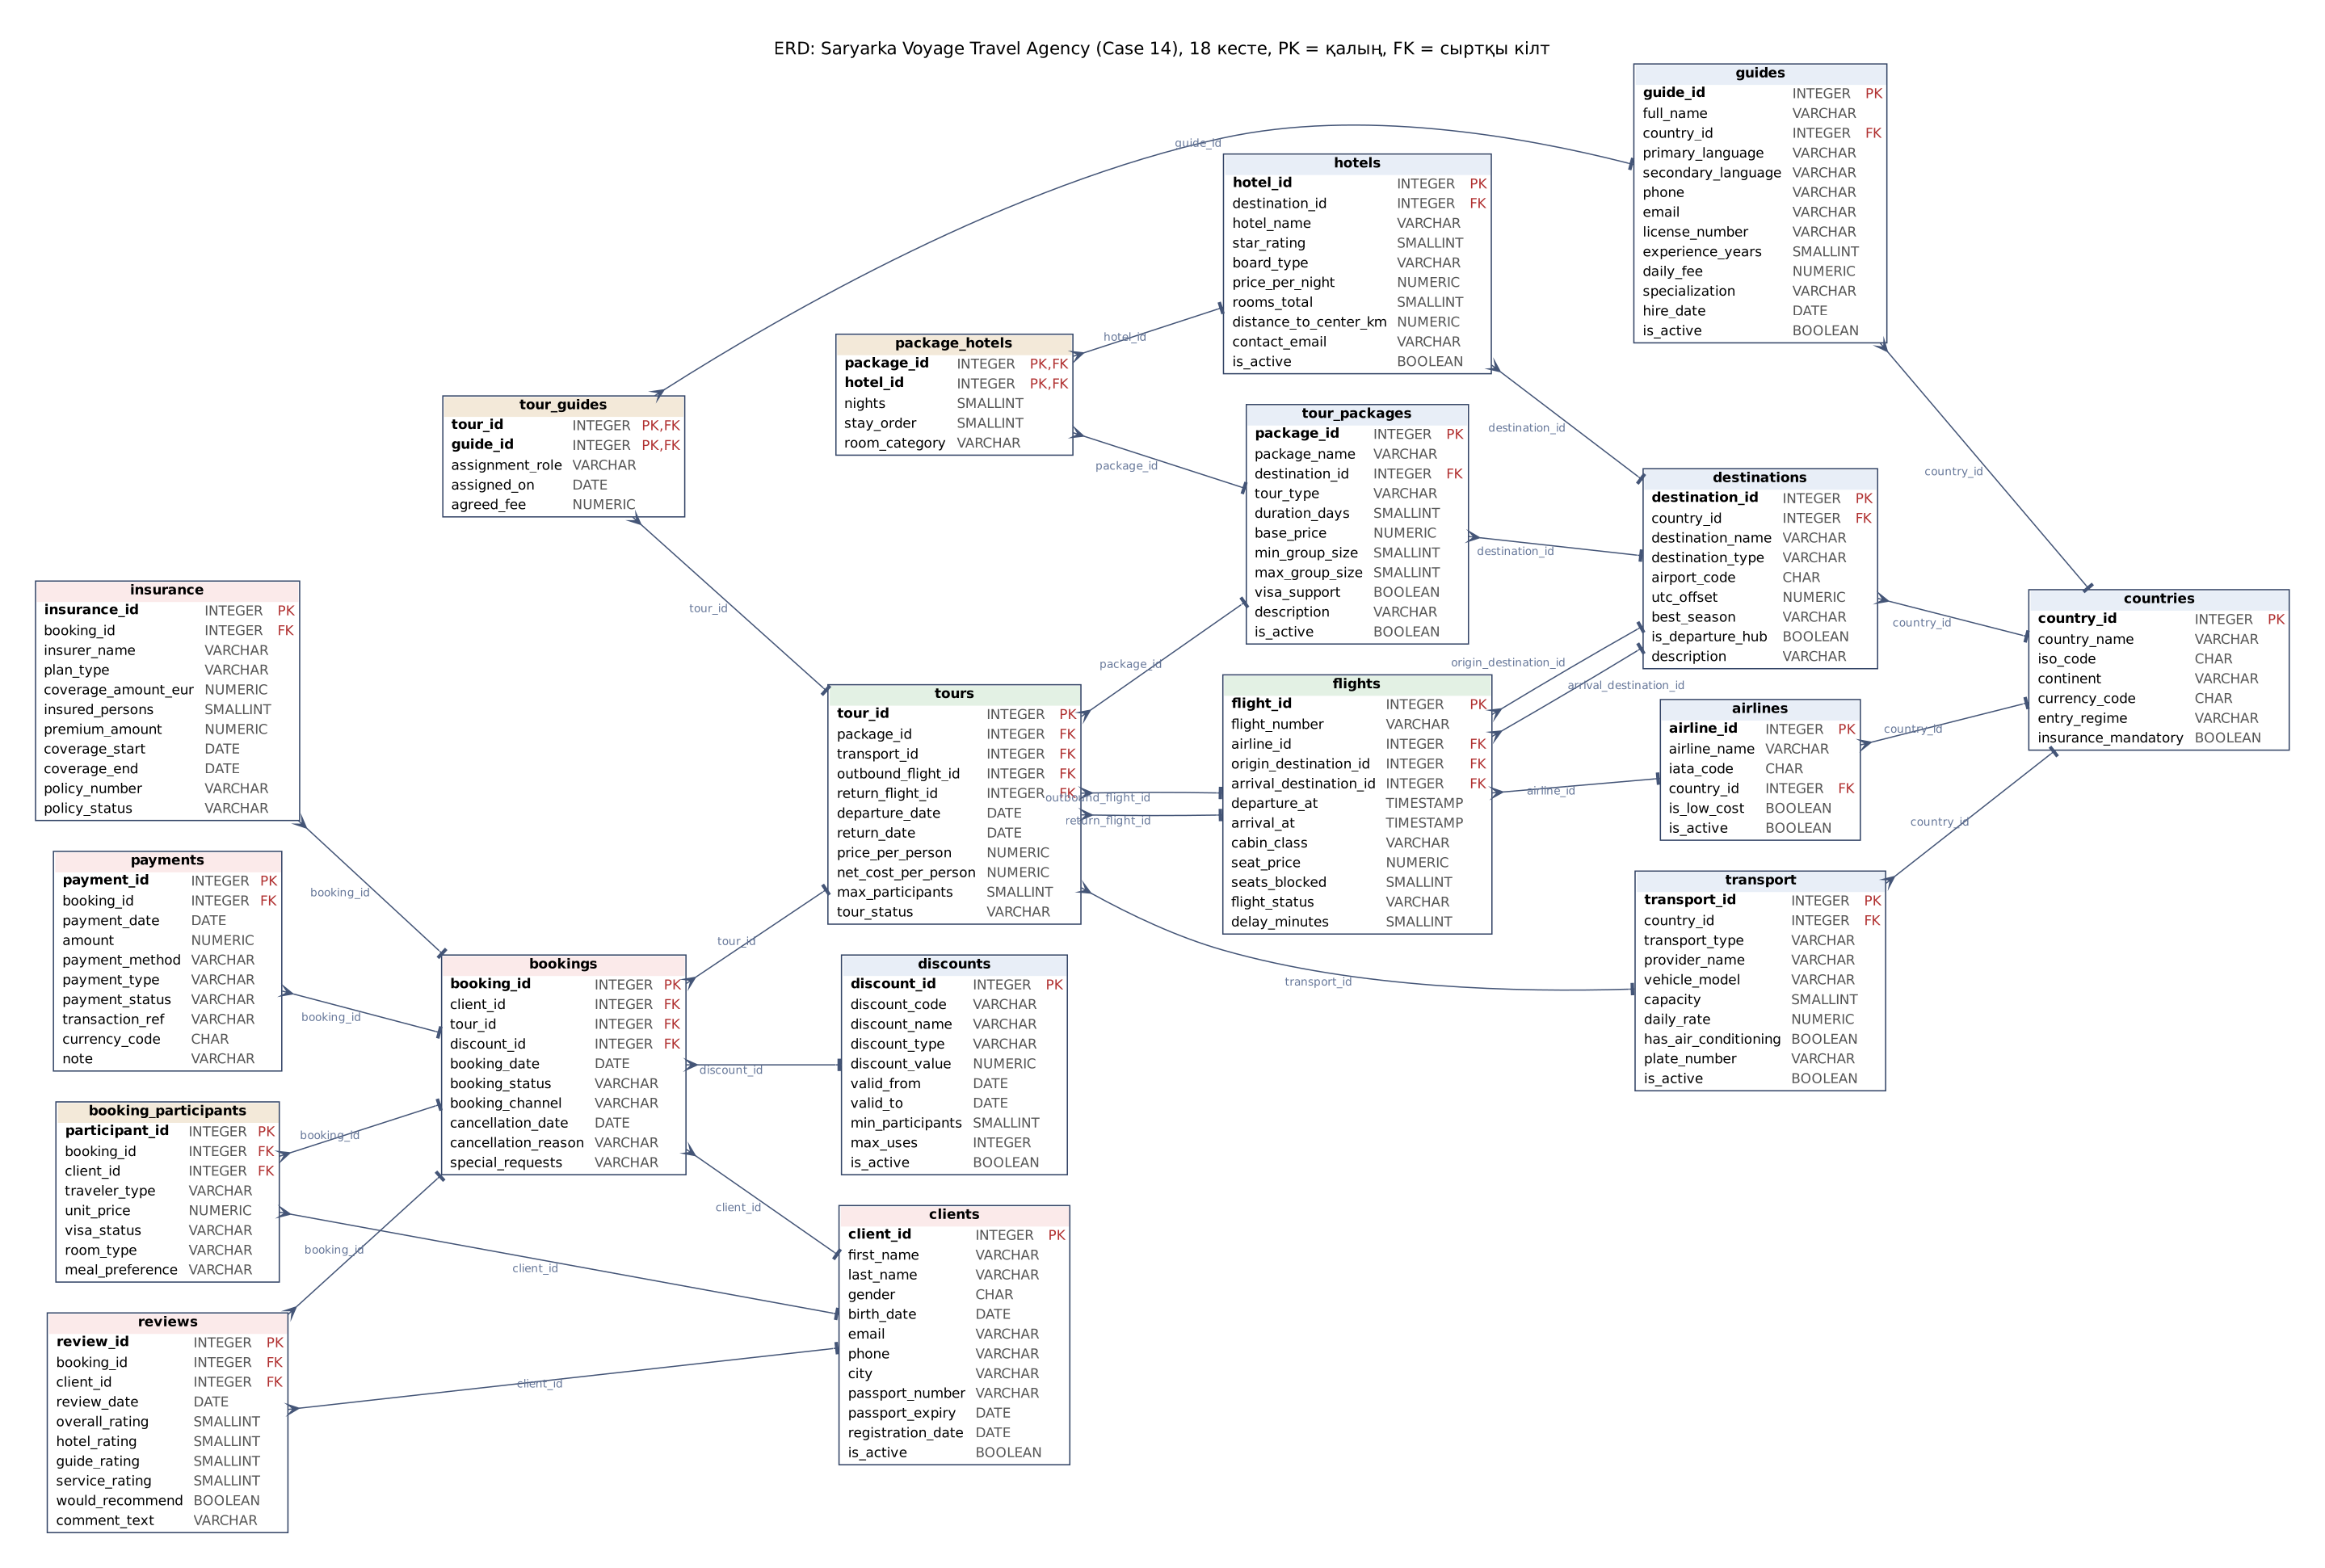 ERD: Saryarka Voyage Travel Agency (Case 14), 18 кесте, PK = қалың, FK = сыртқы кілт
guides
guide_id INTEGER PK
full_name VARCHAR
country_id INTEGER FK
primary_language VARCHAR
secondary_language VARCHAR
phone VARCHAR
email VARCHAR
license_number VARCHAR
experience_years SMALLINT
daily_fee NUMERIC
specialization VARCHAR
hire_date DATE
is_active BOOLEAN
guide_id
hotels
hotel_id INTEGER PK
destination_id INTEGER FK
hotel_name VARCHAR
star_rating SMALLINT
board_type VARCHAR
price_per_night NUMERIC
rooms_total SMALLINT
distance_to_center_km NUMERIC
contact_email VARCHAR
is_active BOOLEAN
hotel_id
package_hotels
package_id INTEGER PK,FK
hotel_id INTEGER PK,FK
nights SMALLINT
stay_order SMALLINT
room_category VARCHAR
package_id
tour_guides
tour_id INTEGER PK,FK
guide_id INTEGER PK,FK
assignment_role VARCHAR
assigned_on DATE
agreed_fee NUMERIC
tour_id
tour_packages
package_id INTEGER PK
package_name VARCHAR
destination_id INTEGER FK
tour_type VARCHAR
duration_days SMALLINT
base_price NUMERIC
min_group_size SMALLINT
max_group_size SMALLINT
visa_support BOOLEAN
description VARCHAR
is_active BOOLEAN
destination_id
destination_id
country_id
destinations
destination_id INTEGER PK
country_id INTEGER FK
destination_name VARCHAR
destination_type VARCHAR
airport_code CHAR
utc_offset NUMERIC
best_season VARCHAR
is_departure_hub BOOLEAN
description VARCHAR
country_id
countries
country_id INTEGER PK
country_name VARCHAR
iso_code CHAR
continent VARCHAR
currency_code CHAR
entry_regime VARCHAR
insurance_mandatory BOOLEAN
insurance
insurance_id INTEGER PK
booking_id INTEGER FK
insurer_name VARCHAR
plan_type VARCHAR
coverage_amount_eur NUMERIC
insured_persons SMALLINT
premium_amount NUMERIC
coverage_start DATE
coverage_end DATE
policy_number VARCHAR
policy_status VARCHAR
booking_id
tours
tour_id INTEGER PK
package_id INTEGER FK
transport_id INTEGER FK
outbound_flight_id INTEGER FK
return_flight_id INTEGER FK
departure_date DATE
return_date DATE
price_per_person NUMERIC
net_cost_per_person NUMERIC
max_participants SMALLINT
tour_status VARCHAR
package_id
outbound_flight_id
return_flight_id
origin_destination_id
arrival_destination_id
flights
flight_id INTEGER PK
flight_number VARCHAR
airline_id INTEGER FK
origin_destination_id INTEGER FK
arrival_destination_id INTEGER FK
departure_at TIMESTAMP
arrival_at TIMESTAMP
cabin_class VARCHAR
seat_price NUMERIC
seats_blocked SMALLINT
flight_status VARCHAR
delay_minutes SMALLINT
airline_id
airlines
airline_id INTEGER PK
airline_name VARCHAR
iata_code CHAR
country_id INTEGER FK
is_low_cost BOOLEAN
is_active BOOLEAN
country_id
country_id
transport
transport_id INTEGER PK
country_id INTEGER FK
transport_type VARCHAR
provider_name VARCHAR
vehicle_model VARCHAR
capacity SMALLINT
daily_rate NUMERIC
has_air_conditioning BOOLEAN
plate_number VARCHAR
is_active BOOLEAN
transport_id
payments
payment_id INTEGER PK
booking_id INTEGER FK
payment_date DATE
amount NUMERIC
payment_method VARCHAR
payment_type VARCHAR
payment_status VARCHAR
transaction_ref VARCHAR
currency_code CHAR
note VARCHAR
booking_id
bookings
booking_id INTEGER PK
client_id INTEGER FK
tour_id INTEGER FK
discount_id INTEGER FK
booking_date DATE
booking_status VARCHAR
booking_channel VARCHAR
cancellation_date DATE
cancellation_reason VARCHAR
special_requests VARCHAR
tour_id
discount_id
client_id
discounts
discount_id INTEGER PK
discount_code VARCHAR
discount_name VARCHAR
discount_type VARCHAR
discount_value NUMERIC
valid_from DATE
valid_to DATE
min_participants SMALLINT
max_uses INTEGER
is_active BOOLEAN
booking_participants
participant_id INTEGER PK
booking_id INTEGER FK
client_id INTEGER FK
traveler_type VARCHAR
unit_price NUMERIC
visa_status VARCHAR
room_type VARCHAR
meal_preference VARCHAR
booking_id
client_id
clients
client_id INTEGER PK
first_name VARCHAR
last_name VARCHAR
gender CHAR
birth_date DATE
email VARCHAR
phone VARCHAR
city VARCHAR
passport_number VARCHAR
passport_expiry DATE
registration_date DATE
is_active BOOLEAN
reviews
review_id INTEGER PK
booking_id INTEGER FK
client_id INTEGER FK
review_date DATE
overall_rating SMALLINT
hotel_rating SMALLINT
guide_rating SMALLINT
service_rating SMALLINT
would_recommend BOOLEAN
comment_text VARCHAR
booking_id
client_id